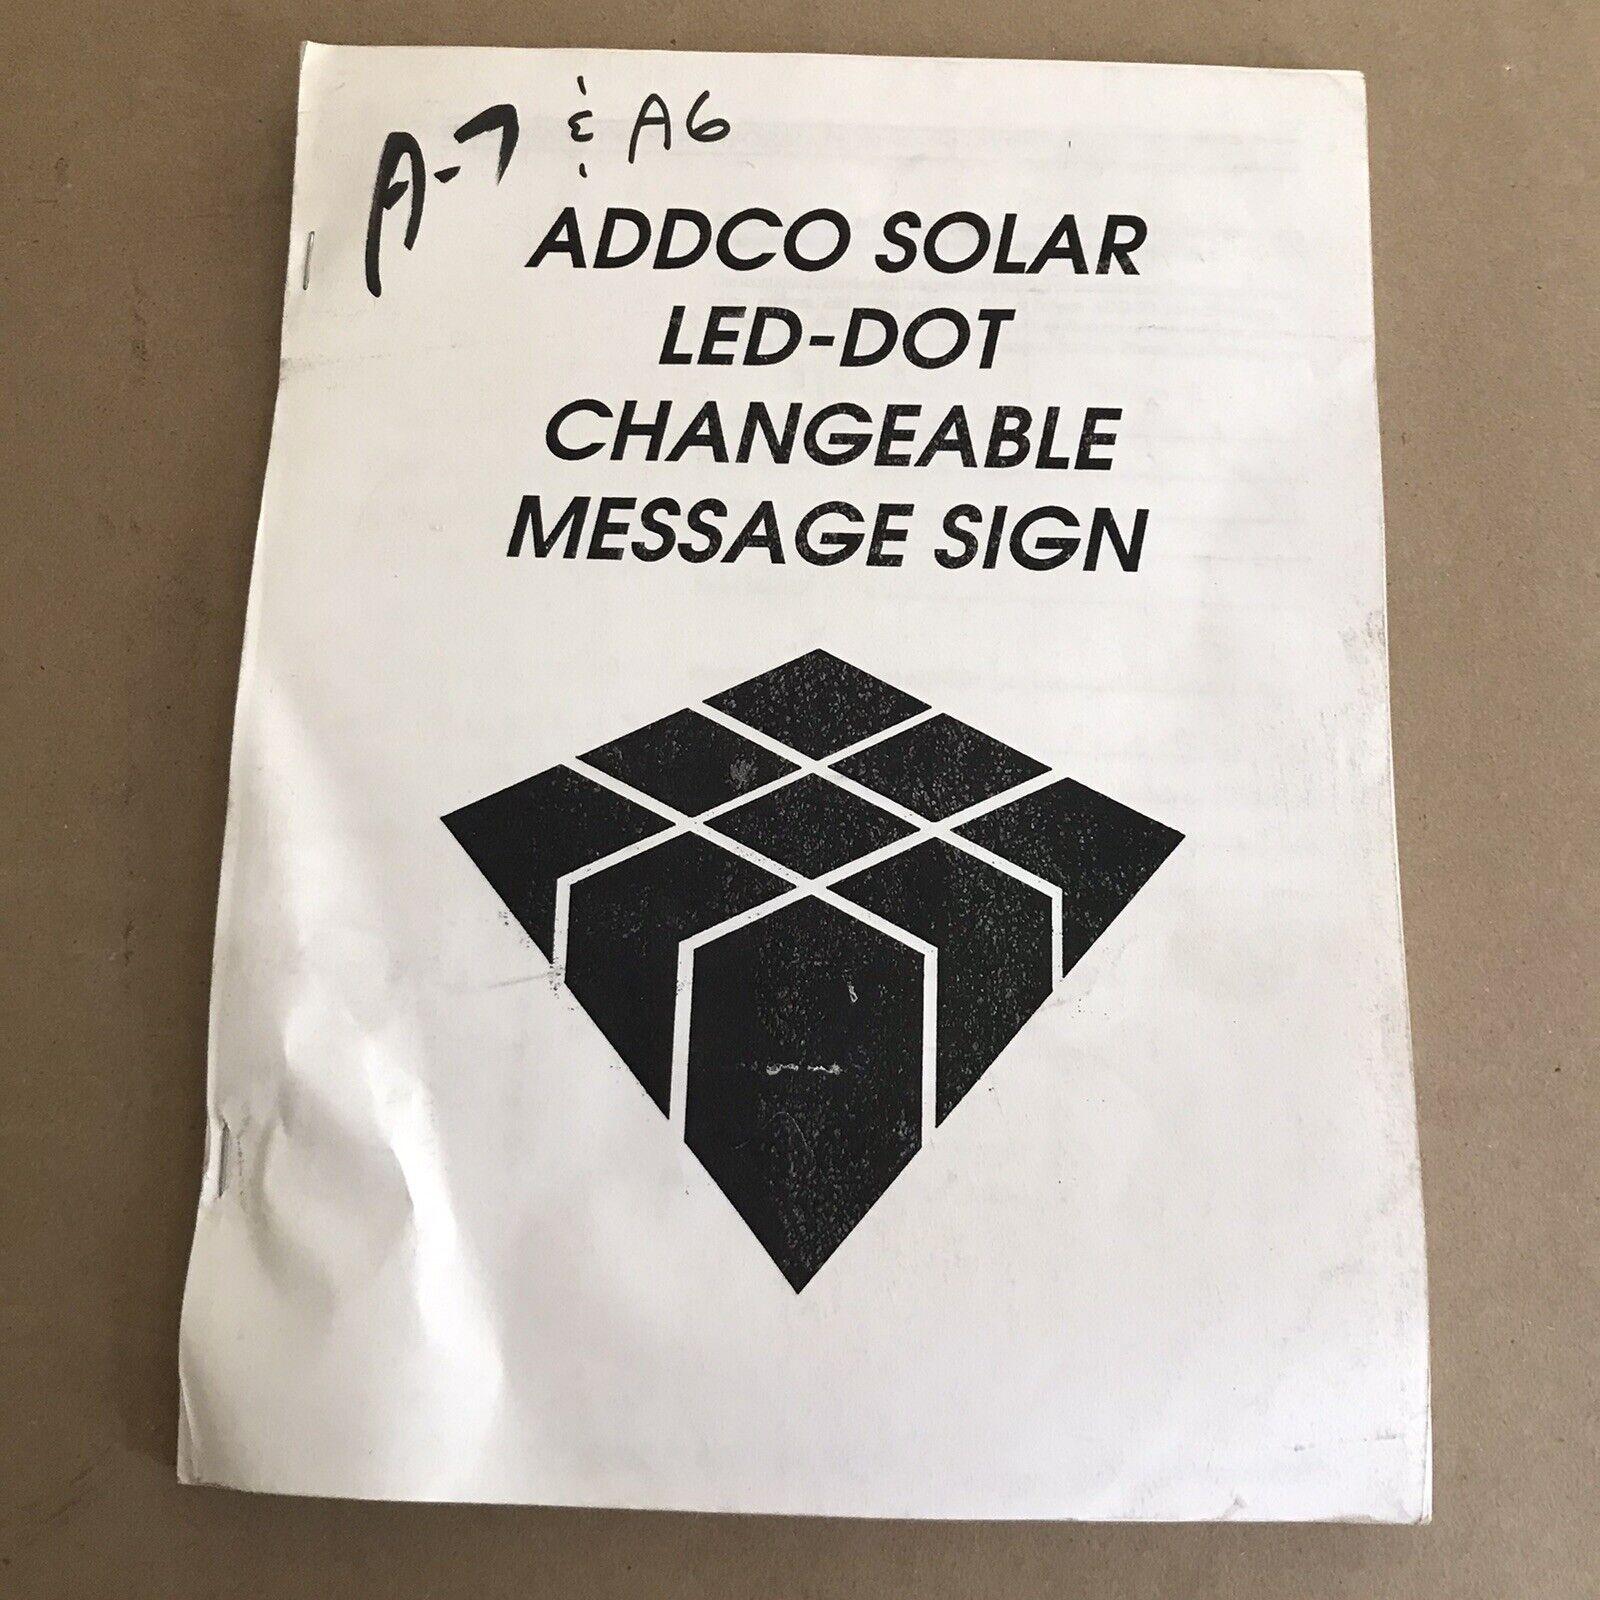 A-7 & A6
ADDCO SOLAR
LED-DOT
CHANGEABLE
MESSAGE SIGN